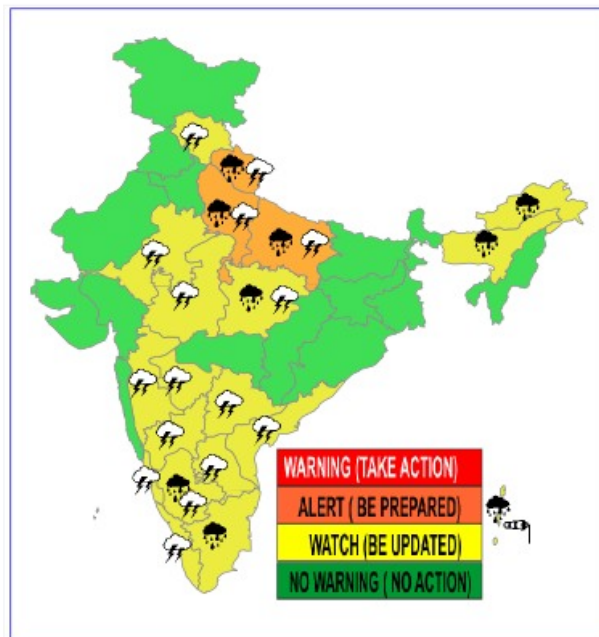 WARNING (TAKE ACTION)
ALERT ( BE PREPARED)
WATCH (BE UPDATED)
NO WARNING ( NO ACTION)